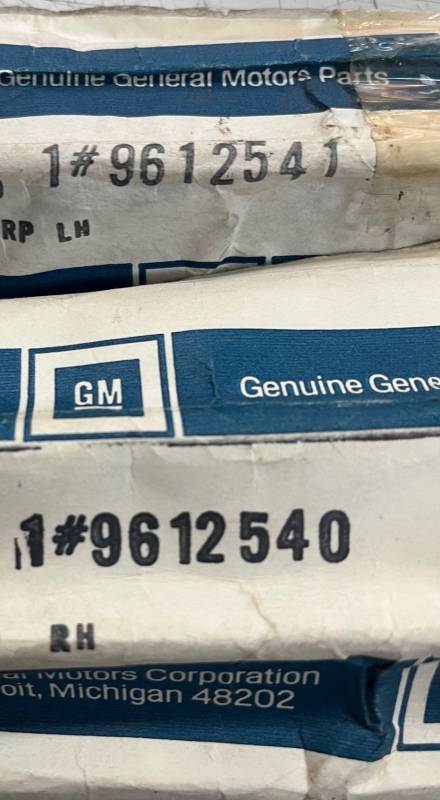 Genuine General Motors Parts
1#9612541
RP LH
GM
Genuine Gene
1#9612540
RH
Motors Corporation
oit, Michigan 48202